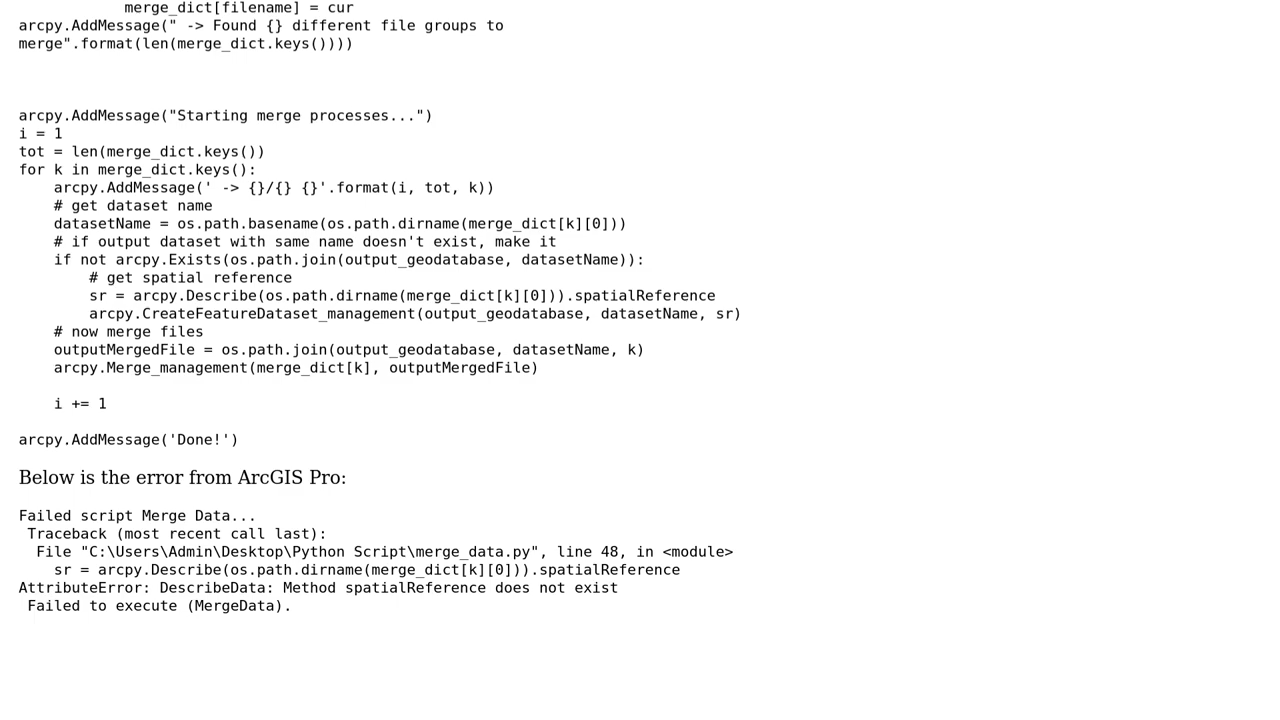 merge_dict[filename] = cur
arcpy.AddMessage(" -> Found {} different file groups to
merge".format(len(merge_dict.keys())))
arcpy.AddMessage("Starting merge processes...")
i = 1
tot = len(merge_dict.keys())
for k in merge_dict.keys():
    arcpy.AddMessage(' -> {}/{} {}'.format(i, tot, k))
    # get dataset name
    datasetName = os.path.basename(os.path.dirname(merge_dict[k][0]))
    # if output dataset with same name doesn't exist, make it
    if not arcpy.Exists(os.path.join(output_geodatabase, datasetName)):
        # get spatial reference
        sr = arcpy.Describe(os.path.dirname(merge_dict[k][0])).spatialReference
        arcpy.CreateFeatureDataset_management(output_geodatabase, datasetName, sr)
    # now merge files
    outputMergedFile = os.path.join(output_geodatabase, datasetName, k)
    arcpy.Merge_management(merge_dict[k], outputMergedFile)
    i += 1
arcpy.AddMessage('Done!')
Below is the error from ArcGIS Pro:
Failed script Merge Data...
 Traceback (most recent call last):
  File "C:\Users\Admin\Desktop\Python Script\merge_data.py", line 48, in <module>
    sr = arcpy.Describe(os.path.dirname(merge_dict[k][0])).spatialReference
AttributeError: DescribeData: Method spatialReference does not exist
 Failed to execute (MergeData).